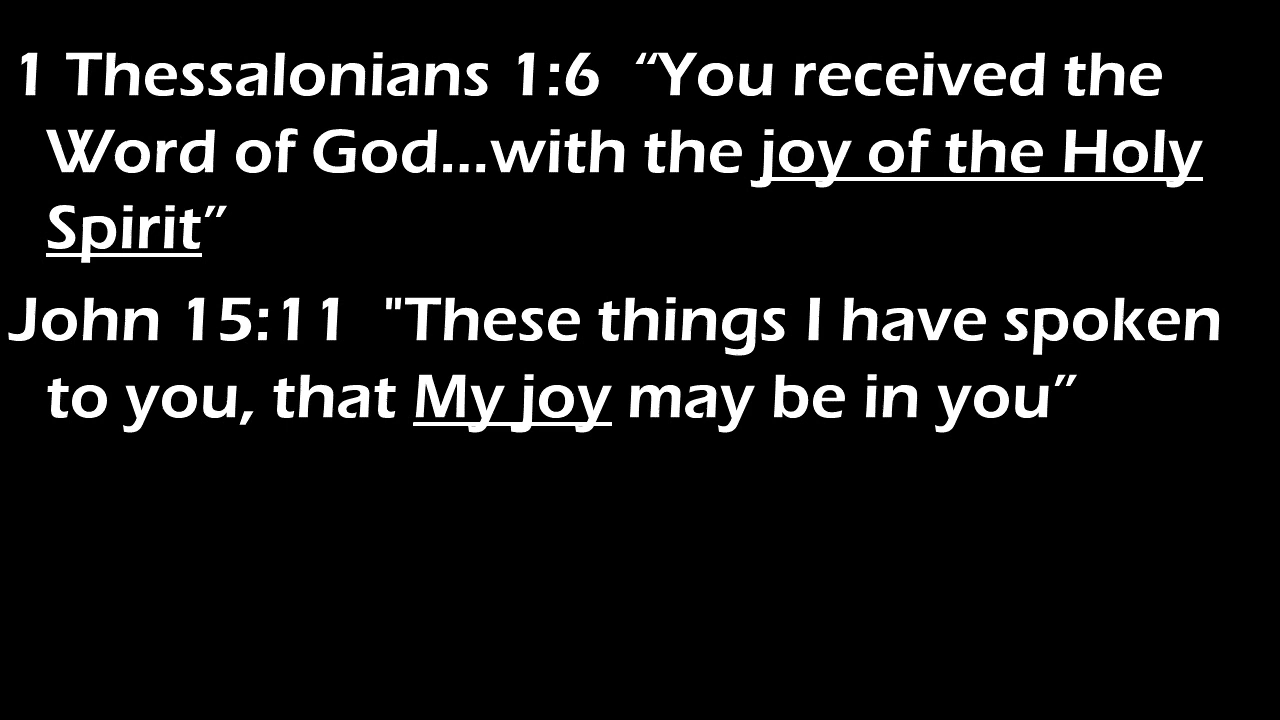 1 Thessalonians 1:6  “You received the
Word of God...with the joy of the Holy
Spirit”
John 15:11  "These things I have spoken
to you, that My joy may be in you”